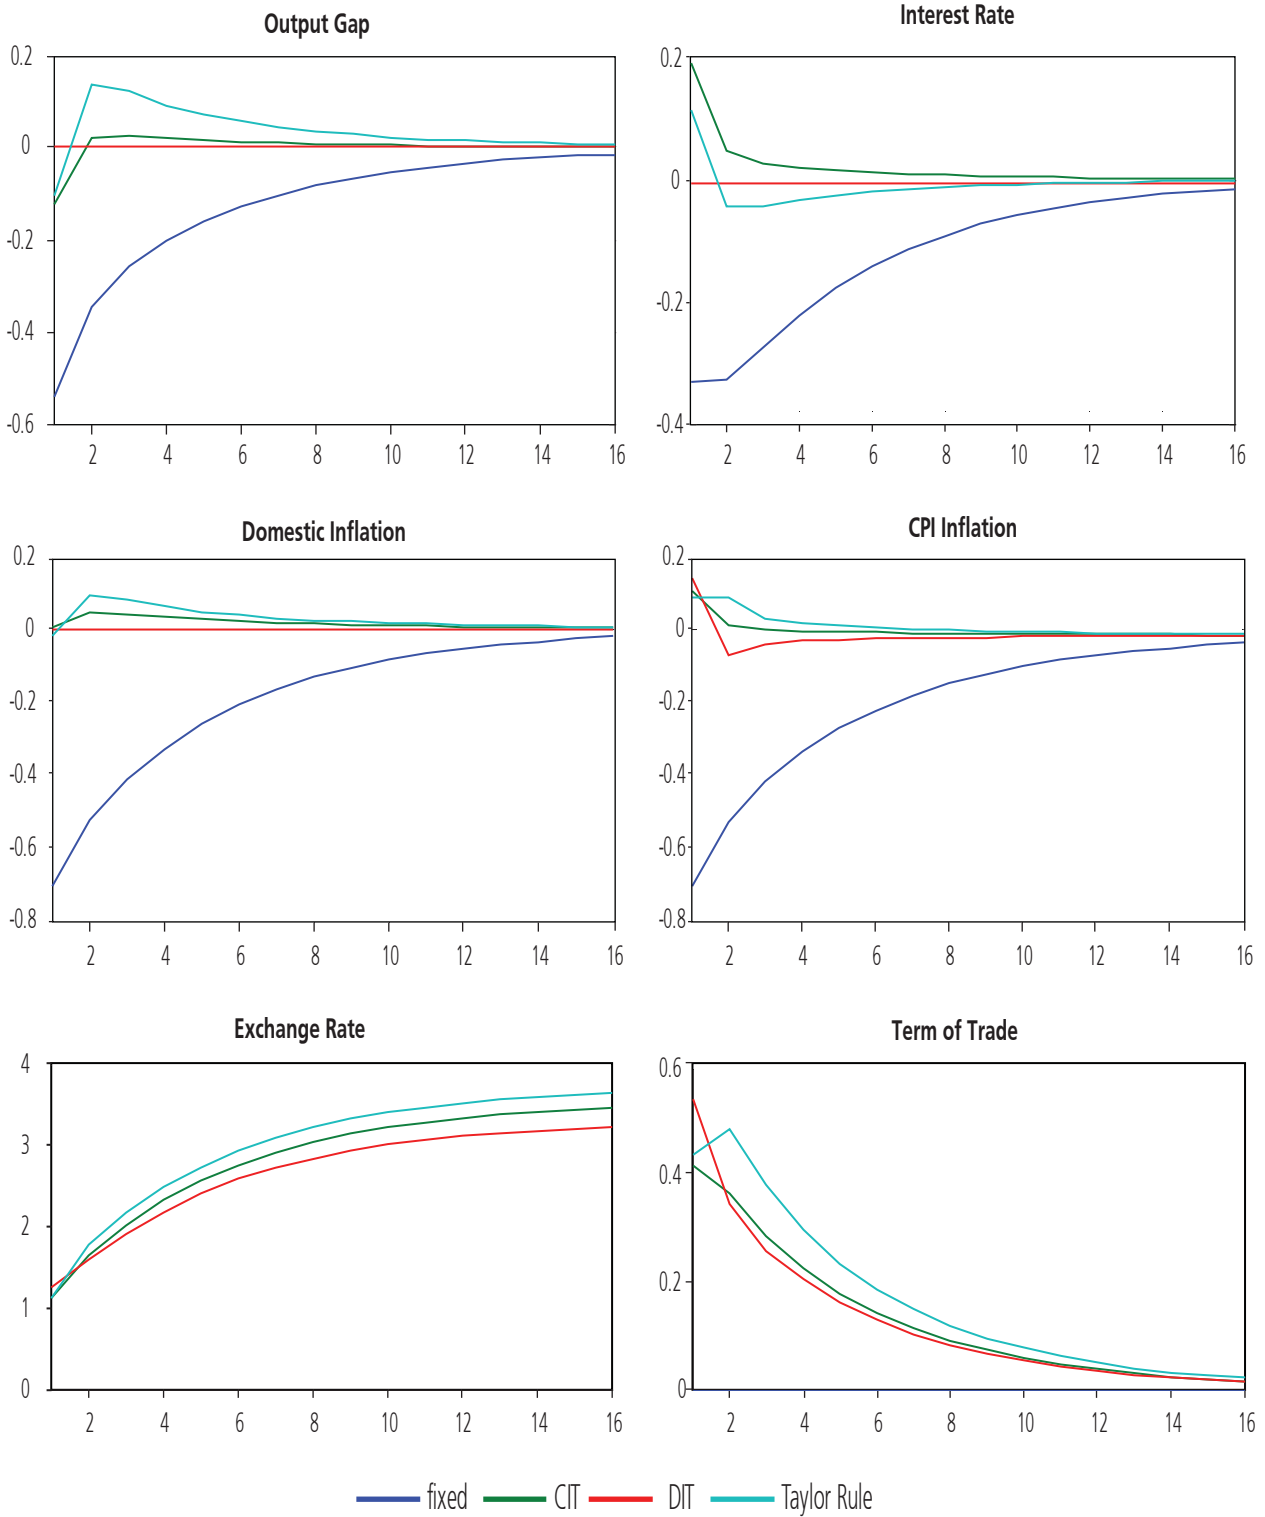 Output Gap
0.2
0
-0.2
-0.4
-0.6
2 4 6 8 10 12 14 16
Interest Rate
0.2
0
-0.2
-0.4
2 4 6 8 10 12 14 16
Domestic Inflation
0.2
0
-0.2
-0.4
-0.6
-0.8
2 4 6 8 10 12 14 16
CPI Inflation
0.2
0
-0.2
-0.4
-0.6
-0.8
2 4 6 8 10 12 14 16
Exchange Rate
4
3
2
1
0
2 4 6 8 10 12 14 16
Term of Trade
0.6
0.4
0.2
0
2 4 6 8 10 12 14 16
fixed CIT DIT Taylor Rule